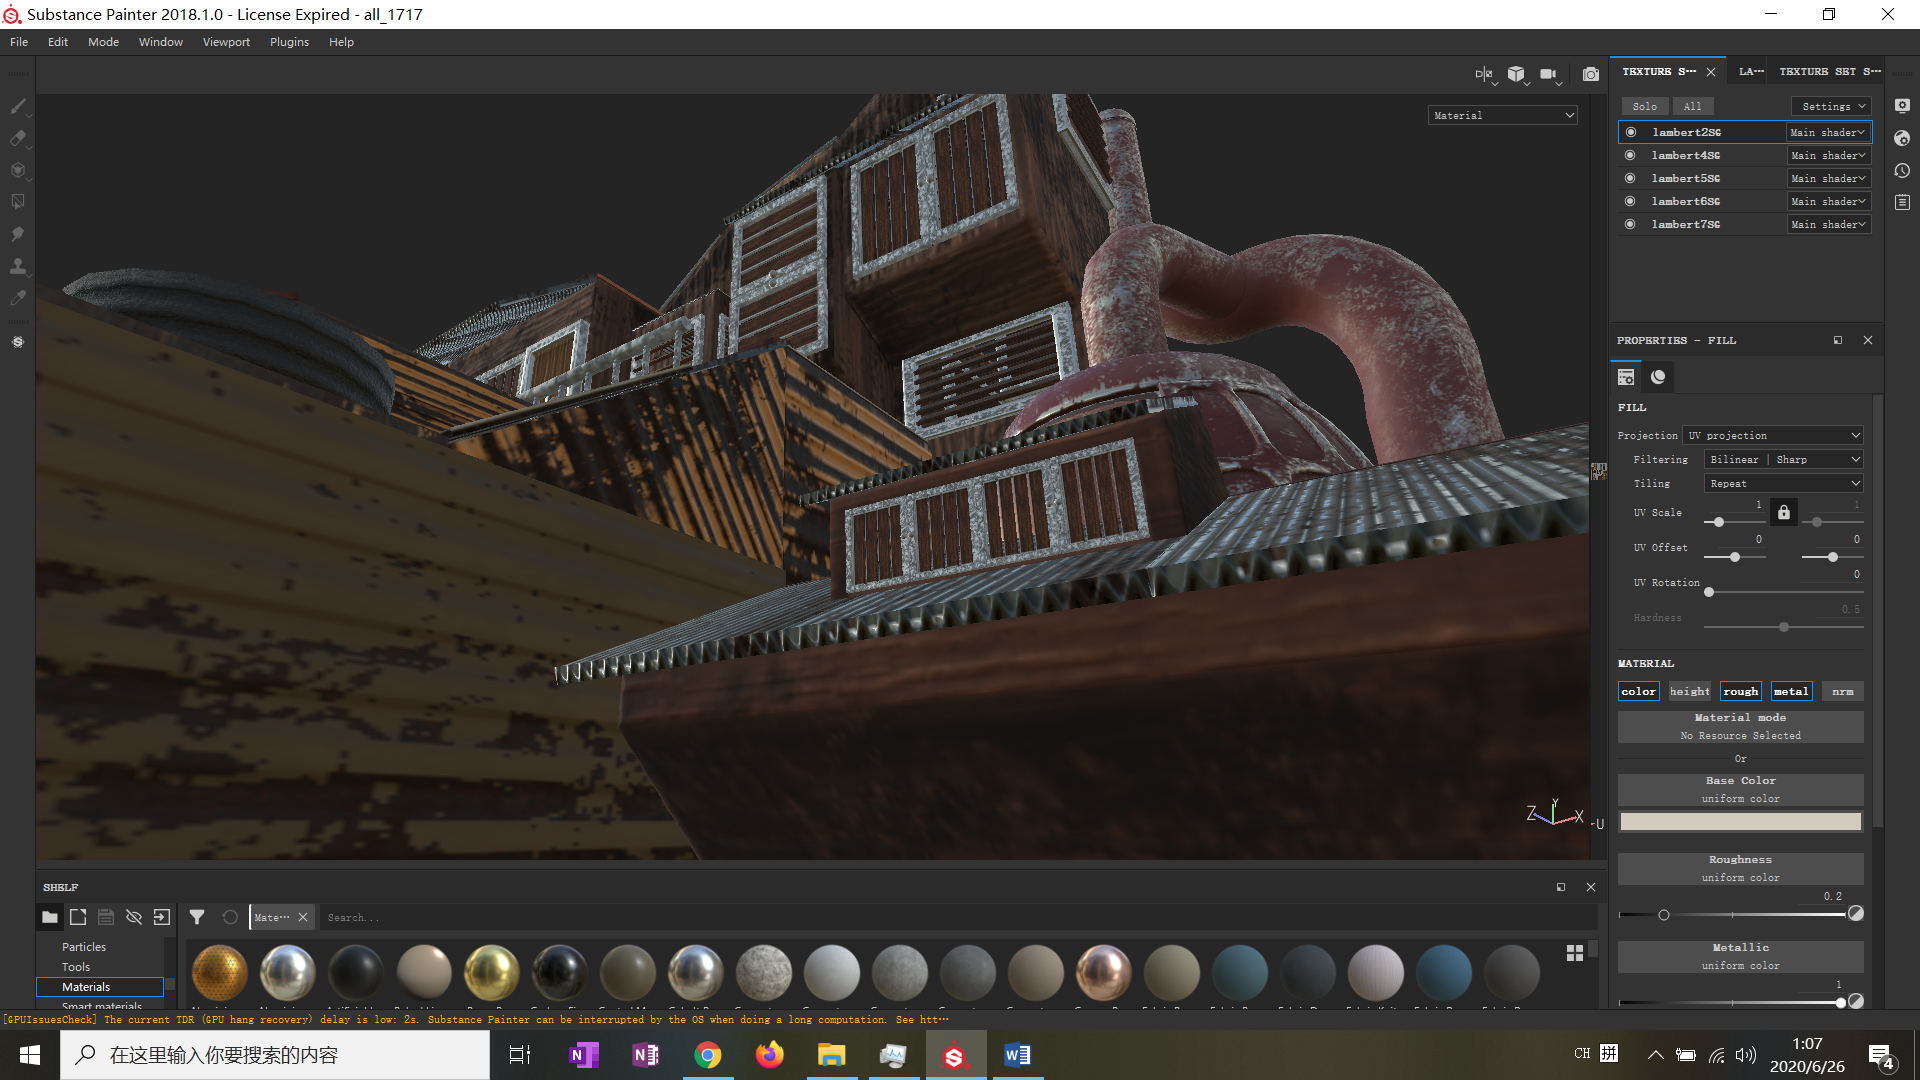 Substance Painter 2018.1.0 - License Expired - all_1717
File Edit Mode Window Viewport Plugins Help
Material
TEXTURE S··· LA··· TEXTURE SET S···
Solo All Settings
lambert2SG Main shader
lambert4SG Main shader
lambert5SG Main shader
lambert6SG Main shader
lambert7SG Main shader
PROPERTIES - FILL
FILL
Projection UV projection
Filtering Bilinear | Sharp
Tiling Repeat
UV Scale 1 1
UV Offset 0 0
UV Rotation 0
Hardness 0.5
MATERIAL
color height rough metal nrm
Material mode
No Resource Selected
Or
Base Color
uniform color
Roughness
uniform color
0.2
Metallic
uniform color
1
Y
Z X
-U
SHELF
Mate··· Search...
Particles
Tools
Materials
Smart materials
[GPUIssuesCheck] The current TDR (GPU hang recovery) delay is low: 2s. Substance Painter can be interrupted by the OS when doing a long computation. See htt···
在这里输入你要搜索的内容
CH 拼
1:07
2020/6/26
4